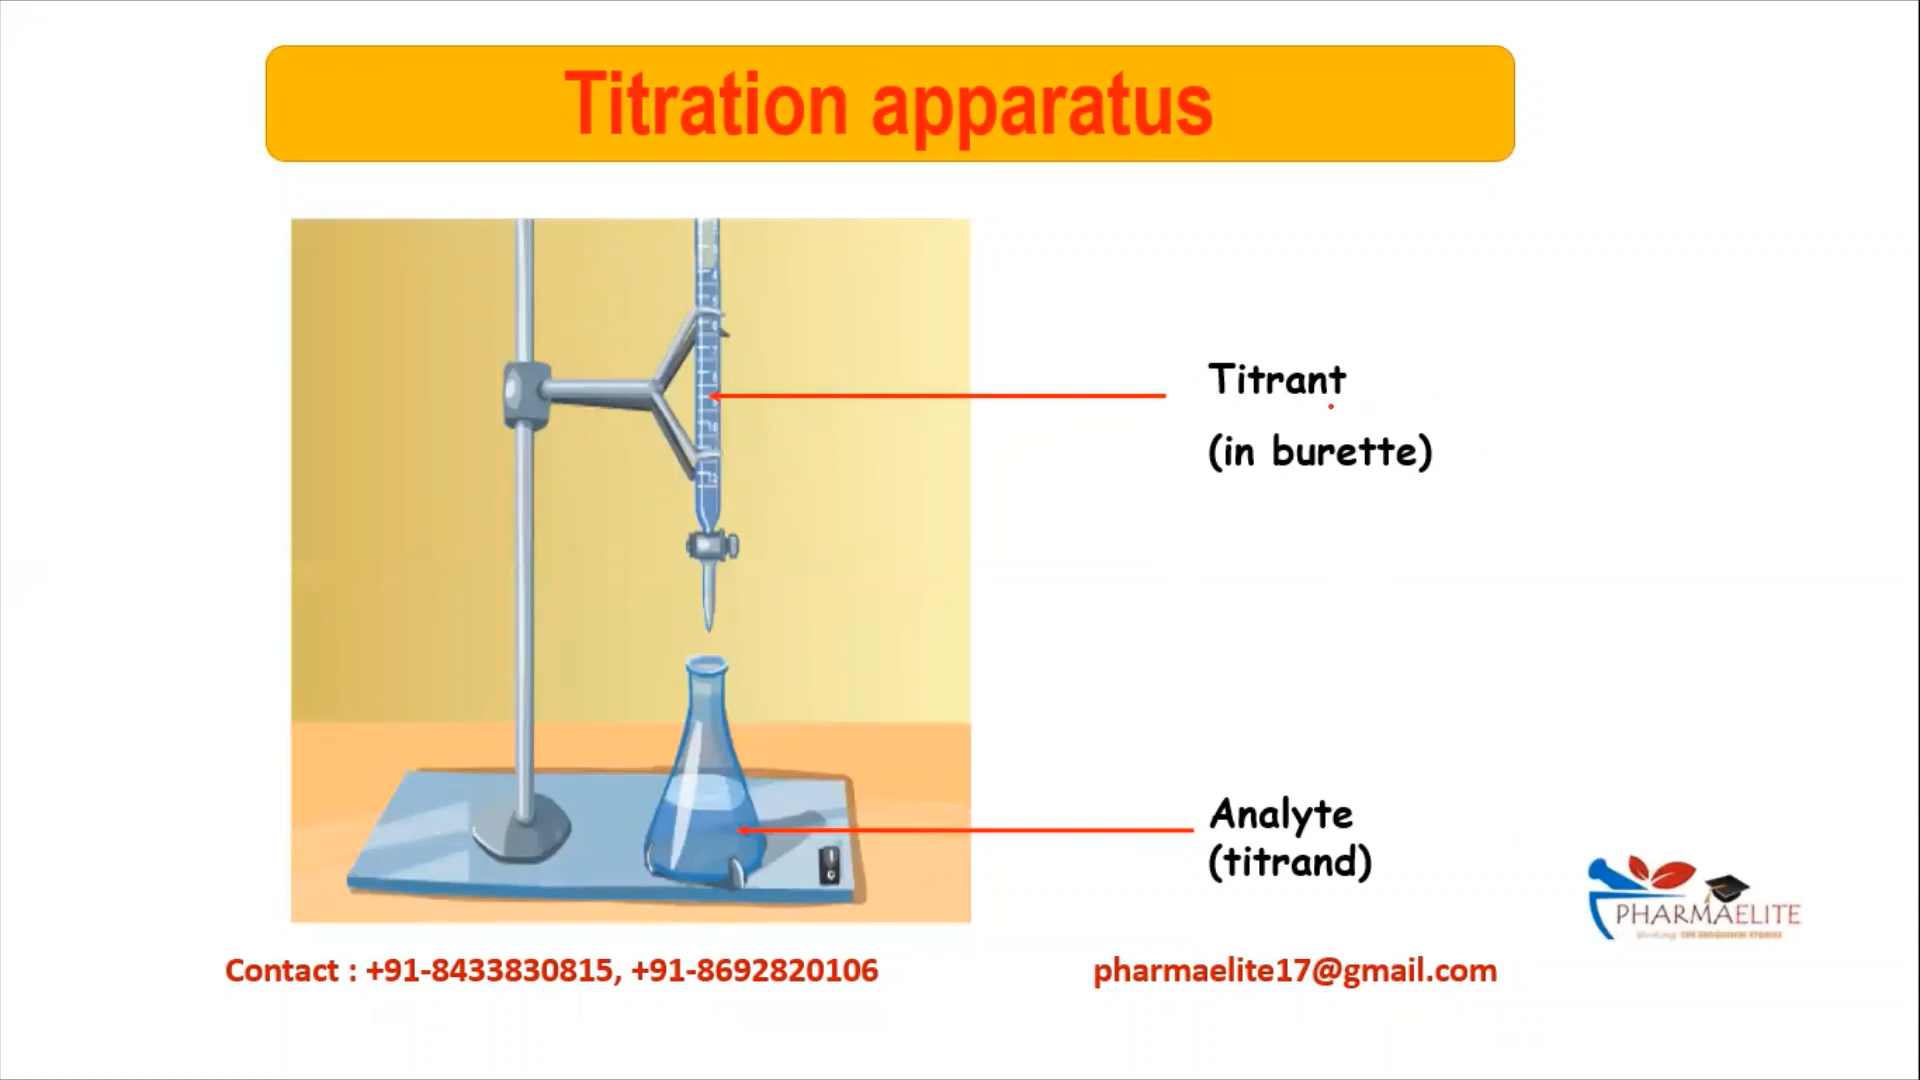 Titration apparatus
Titrant
(in burette)
Analyte
(titrand)
PHARMAELITE
Contact : +91-8433830815, +91-8692820106
pharmaelite17@gmail.com